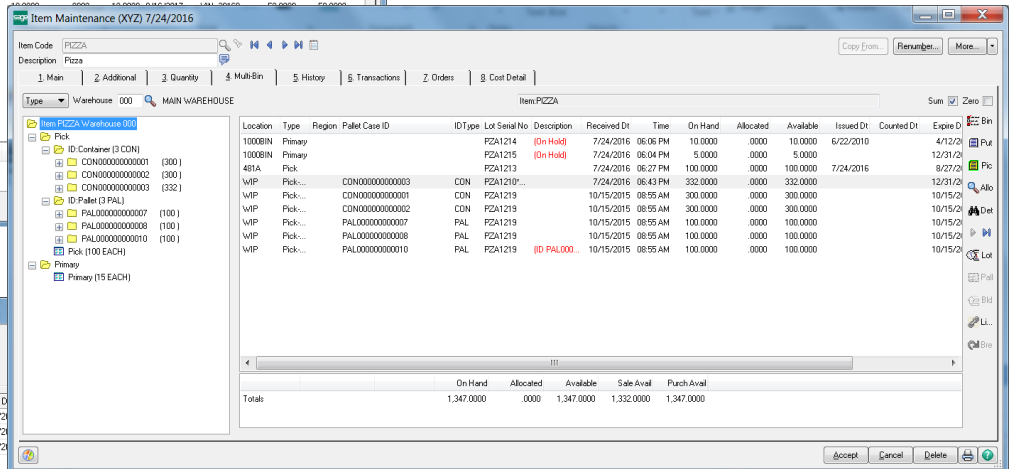 Item Maintenance (XYZ) 7/24/2016
Item Code PIZZA Copy From... Renumber... More...
Description Pizza
1. Main 2. Additional 3. Quantity 4. Multi-Bin 5. History 6. Transactions 7. Orders 8. Cost Detail
Type Warehouse 000 MAIN WAREHOUSE Item:PIZZA Sum Zero
Item PIZZA Warehouse 000
Pick
ID:Container (3 CON)
CON000000000001 (300 )
CON000000000002 (300 )
CON000000000003 (332 )
ID:Pallet (3 PAL)
PAL000000000007 (100 )
PAL000000000008 (100 )
PAL000000000010 (100 )
Pick (100 EACH)
Primary
Primary (15 EACH)
Location Type Region Pallet Case ID IDType Lot Serial No Description Received Dt Time On Hand Allocated Available Issued Dt Counted Dt Expire D
1000BIN Primary PZA1214 (On Hold) 7/24/2016 06:06 PM 10.0000 .0000 10.0000 6/22/2010 4/12/20
1000BIN Primary PZA1215 (On Hold) 7/24/2016 06:04 PM 5.0000 .0000 5.0000 12/31/20
481A Pick PZA1213 7/24/2016 06:27 PM 100.0000 .0000 100.0000 7/24/2016 8/27/20
WIP Pick-... CON000000000003 CON PZA1210*... 7/24/2016 06:43 PM 332.0000 .0000 332.0000 12/31/20
WIP Pick-... CON000000000001 CON PZA1219 10/15/2015 08:55 AM 300.0000 .0000 300.0000 10/15/20
WIP Pick-... CON000000000002 CON PZA1219 10/15/2015 08:55 AM 300.0000 .0000 300.0000 10/15/20
WIP Pick-... PAL000000000007 PAL PZA1219 10/15/2015 08:55 AM 100.0000 .0000 100.0000 10/15/20
WIP Pick-... PAL000000000008 PAL PZA1219 10/15/2015 08:55 AM 100.0000 .0000 100.0000 10/15/20
WIP Pick-... PAL000000000010 PAL PZA1219 (ID PAL000... 10/15/2015 08:55 AM 100.0000 .0000 100.0000 10/15/20
Bin
Put
Pic
Allo
Det
Lot
Pall
Bld
Li...
Bre
On Hand Allocated Available Sale Avail Purch Avail
Totals 1,347.0000 .0000 1,347.0000 1,332.0000 1,347.0000
Accept Cancel Delete